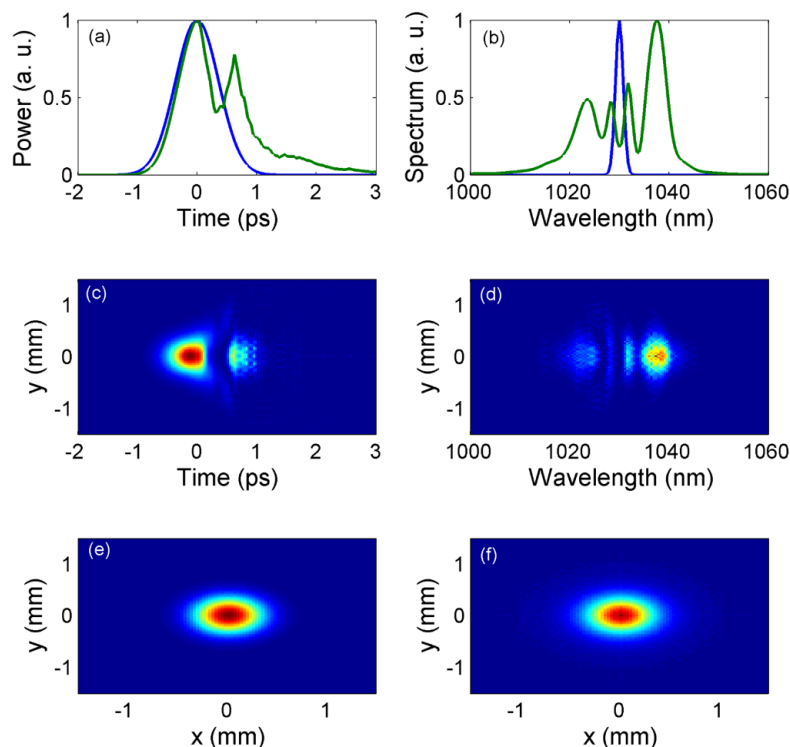 (a)
Power (a. u.)
1
0.5
0
-2 -1 0 1 2 3
Time (ps)
(b)
Spectrum (a. u.)
1
0.5
0
1000 1020 1040 1060
Wavelength (nm)
(c)
y (mm)
1
0
-1
-2 -1 0 1 2 3
Time (ps)
(d)
y (mm)
1
0
-1
1000 1020 1040 1060
Wavelength (nm)
(e)
y (mm)
1
0
-1
-1 0 1
x (mm)
(f)
y (mm)
1
0
-1
-1 0 1
x (mm)